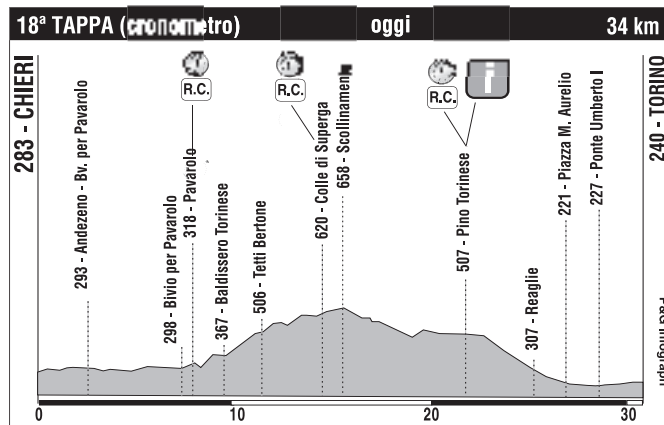 18ª TAPPA (cronometro) oggi 34 km
283 - CHIERI
293 - Andezeno - Bv. per Pavarolo
298 - Bivio per Pavarolo
R.C.
318 - Pavarolo
367 - Baldissero Torinese
506 - Tetti Bertone
R.C.
620 - Colle di Superga
658 - Scollinamen
R.C.
i
507 - Pino Torinese
307 - Reaglie
221 - Piazza M. Aurelio
227 - Ponte Umberto I
240 - TORINO
0 10 20 30